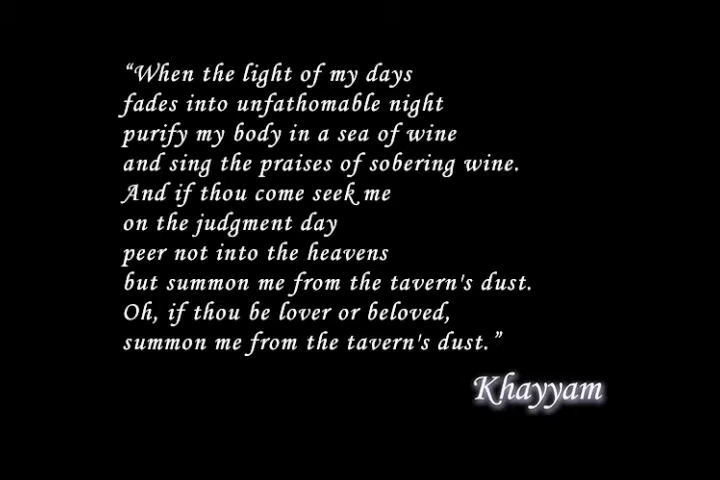 “When the light of my days
fades into unfathomable night
purify my body in a sea of wine
and sing the praises of sobering wine.
And if thou come seek me
on the judgment day
peer not into the heavens
but summon me from the tavern's dust.
Oh, if thou be lover or beloved,
summon me from the tavern's dust.”
Khayyam